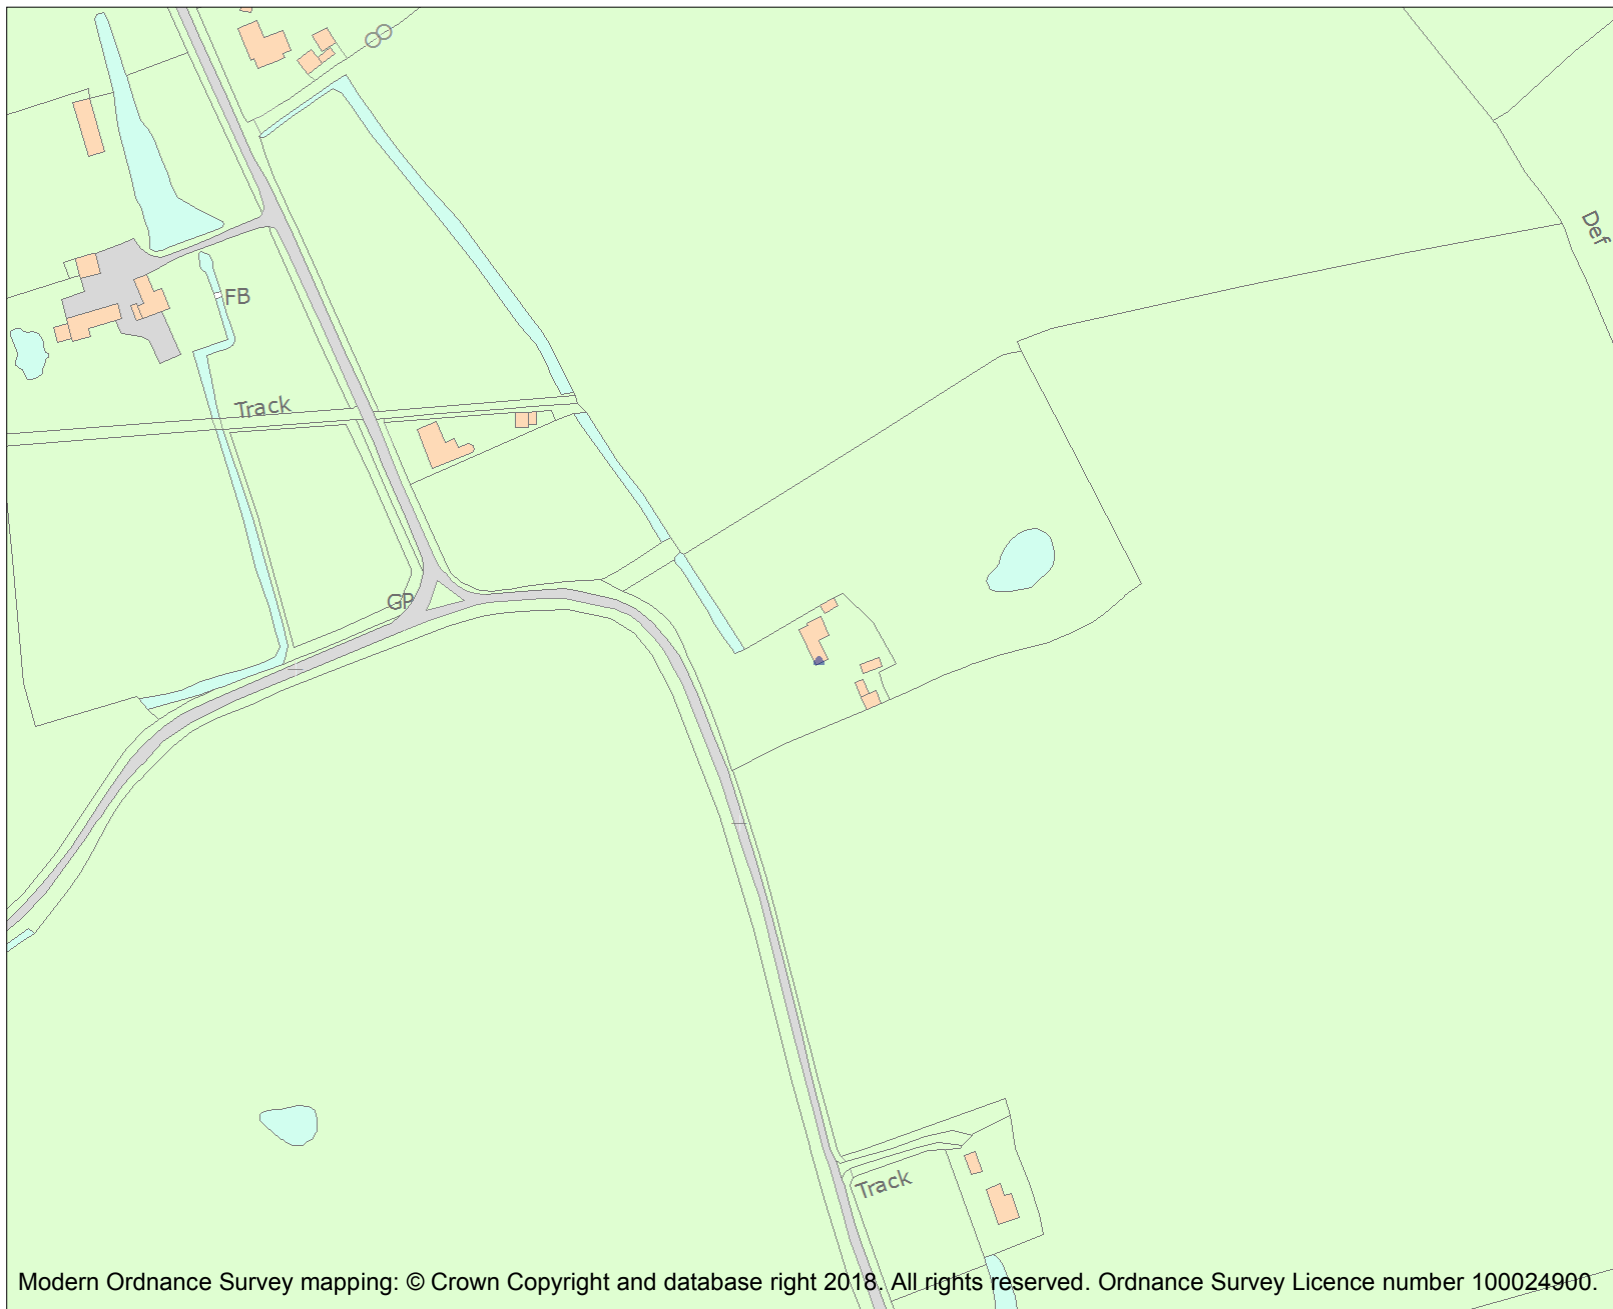 Def
FB
Track
GP
Track
Modern Ordnance Survey mapping: © Crown Copyright and database right 2018. All rights reserved. Ordnance Survey Licence number 100024900.